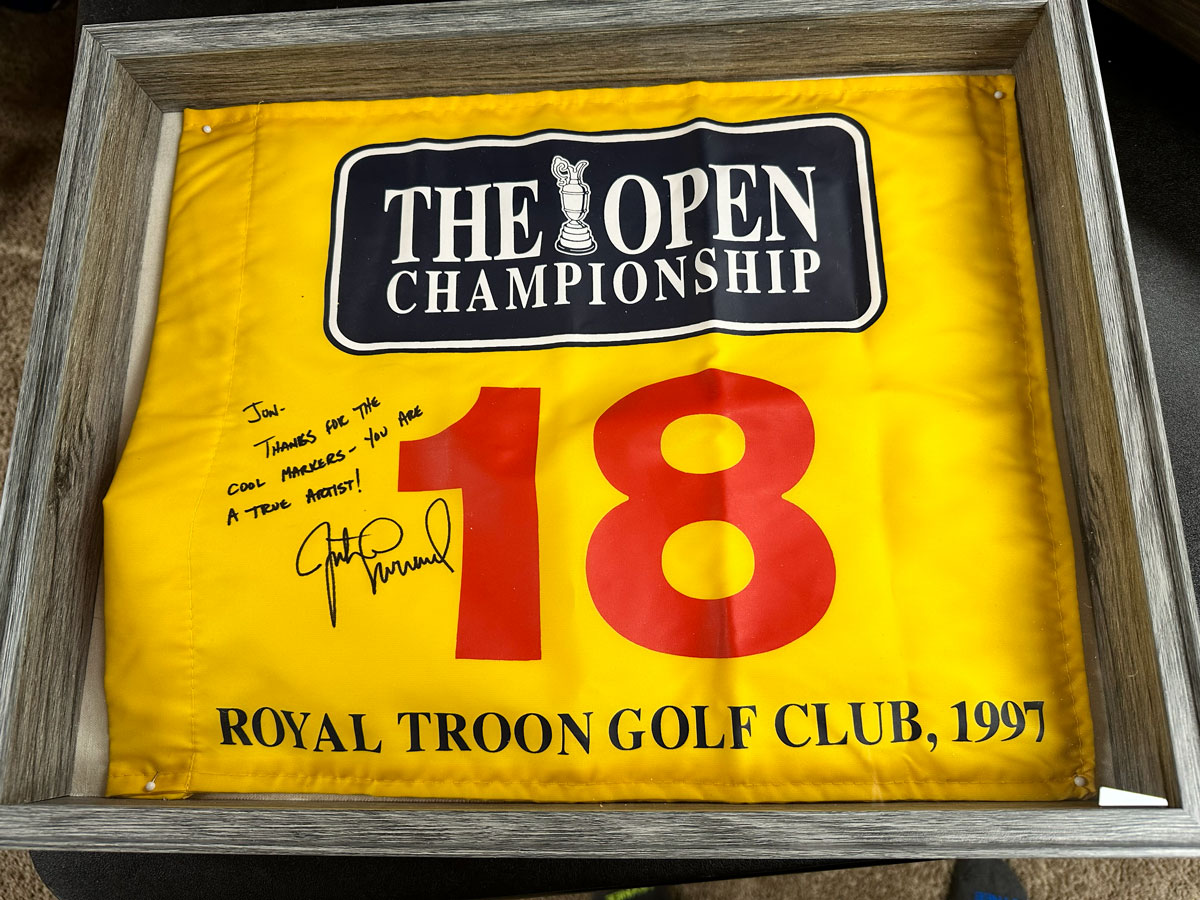 THE OPEN
CHAMPIONSHIP
JON-
THANKS FOR THE
COOL MARKERS - YOU ARE
A TRUE ARTIST!
18
ROYAL TROON GOLF CLUB, 1997